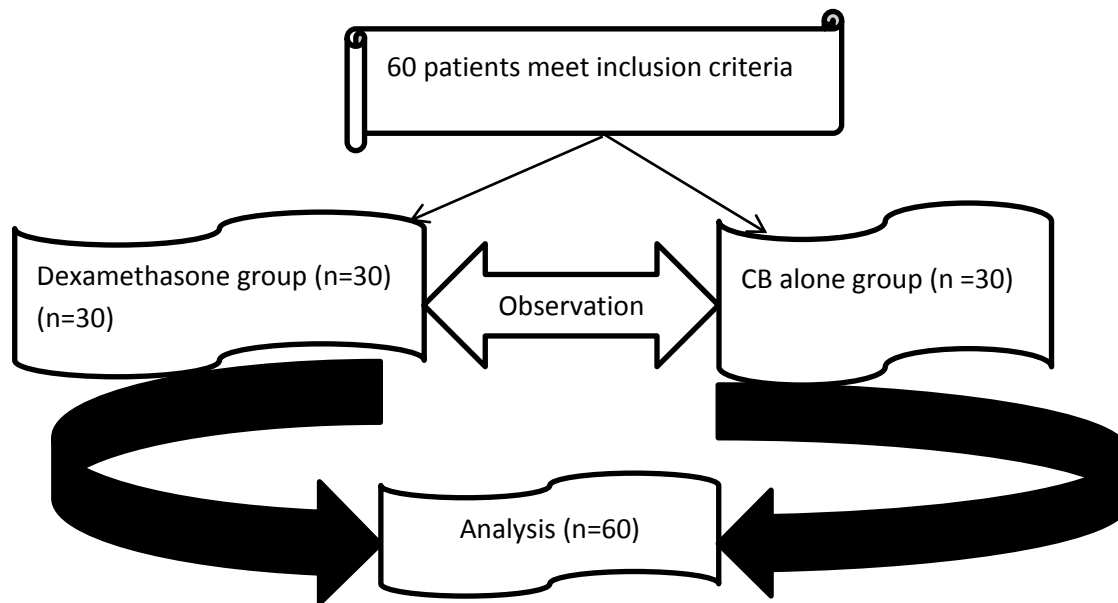 60 patients meet inclusion criteria
Dexamethasone group (n=30)
(n=30)
Observation
CB alone group (n =30)
Analysis (n=60)